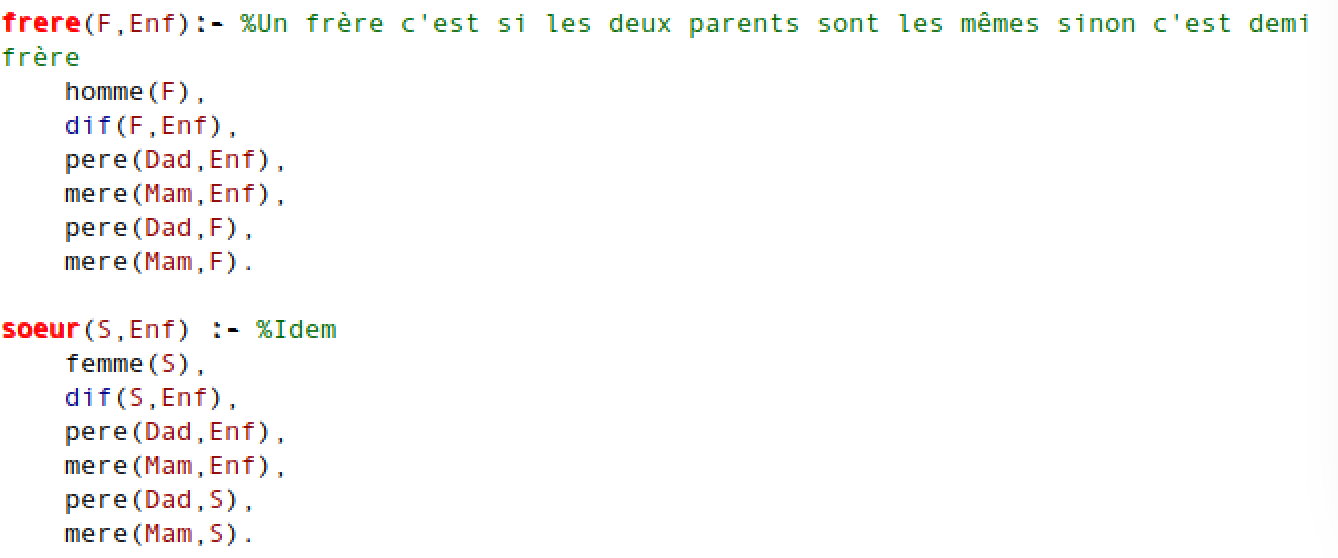 frere(F,Enf):- %Un frère c'est si les deux parents sont les mêmes sinon c'est demi
frère
homme(F),
dif(F,Enf),
pere(Dad,Enf),
mere(Mam,Enf),
pere(Dad,F),
mere(Mam,F).
soeur(S,Enf) :- %Idem
femme(S),
dif(S,Enf),
pere(Dad,Enf),
mere(Mam,Enf),
pere(Dad,S),
mere(Mam,S).